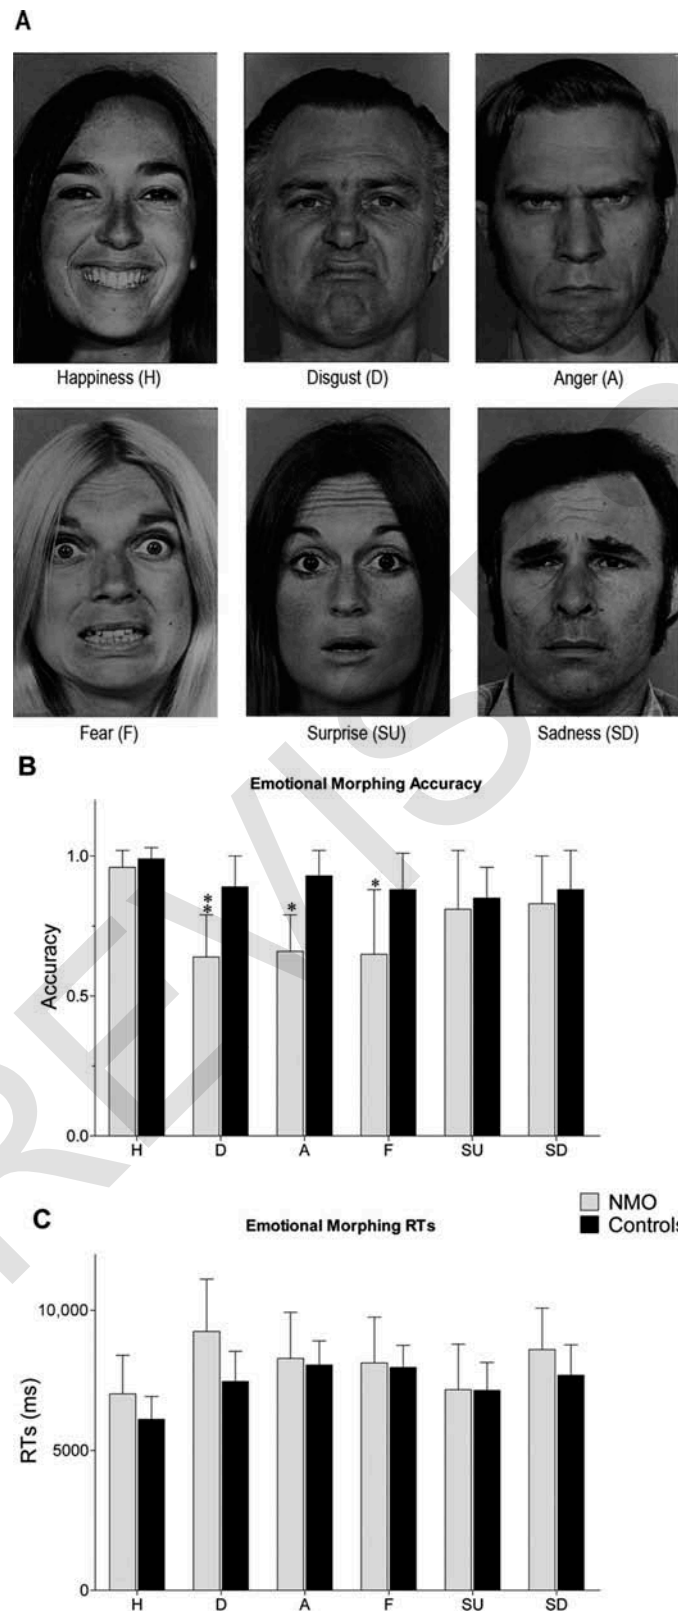 A
Happiness (H)
Disgust (D)
Anger (A)
Fear (F)
Surprise (SU)
Sadness (SD)
B
Emotional Morphing Accuracy
1.0
**
*
*
Accuracy
0.5
0.0
H D A F SU SD
NMO
Controls
C
Emotional Morphing RTs
10,000
RTs (ms)
5000
0
H D A F SU SD